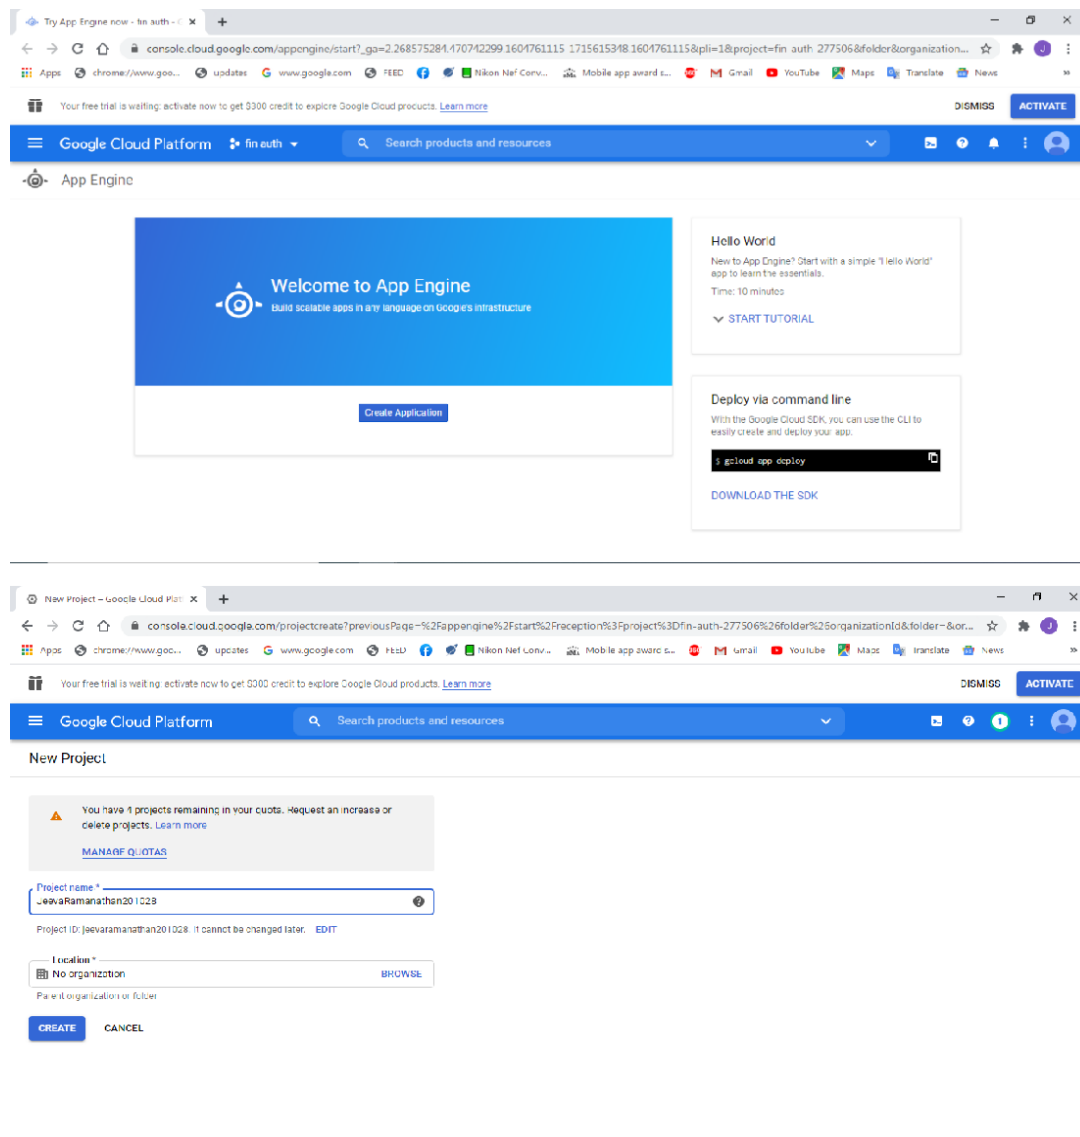 Try App Engine now - fin auth - G
console.cloud.google.com/appengine/start?_ga=2.268575284.470742299.1604761115-1715615348.1604761115&pli=1&project=fin-auth-277506&folder&organization...
Apps chrome://www.goo... updates www.google.com FEED Nikon Nef Conv... Mobile app award s... Gmail YouTube Maps Translate News »
Your free trial is waiting: activate now to get $300 credit to explore Google Cloud products. Learn more
DISMISS ACTIVATE
Google Cloud Platform fin auth Search products and resources
App Engine
Welcome to App Engine
Build scalable apps in any language on Google's infrastructure
Create Application
Hello World
New to App Engine? Start with a simple "Hello World"
app to learn the essentials.
Time: 10 minutes
START TUTORIAL
Deploy via command line
With the Google Cloud SDK, you can use the CLI to
easily create and deploy your app.
$ gcloud app deploy
DOWNLOAD THE SDK
New Project – Google Cloud Plat
console.cloud.google.com/projectcreate?previousPage=%2Fappengine%2Fstart%2Freception%3Fproject%3Dfin-auth-277506%26folder%26organizationId&folder=&or...
Apps chrome://www.goo... updates www.google.com FEED Nikon Nef Conv... Mobile app award s... Gmail YouTube Maps Translate News »
Your free trial is waiting: activate now to get $300 credit to explore Google Cloud products. Learn more
DISMISS ACTIVATE
Google Cloud Platform Search products and resources 1 
New Project
You have 4 projects remaining in your quota. Request an increase or
delete projects. Learn more
MANAGE QUOTAS
Project name *
JeevaRamanathan201028
Project ID: jeevaramanathan201028. It cannot be changed later. EDIT
Location *
No organization BROWSE
Parent organization or folder
CREATE CANCEL